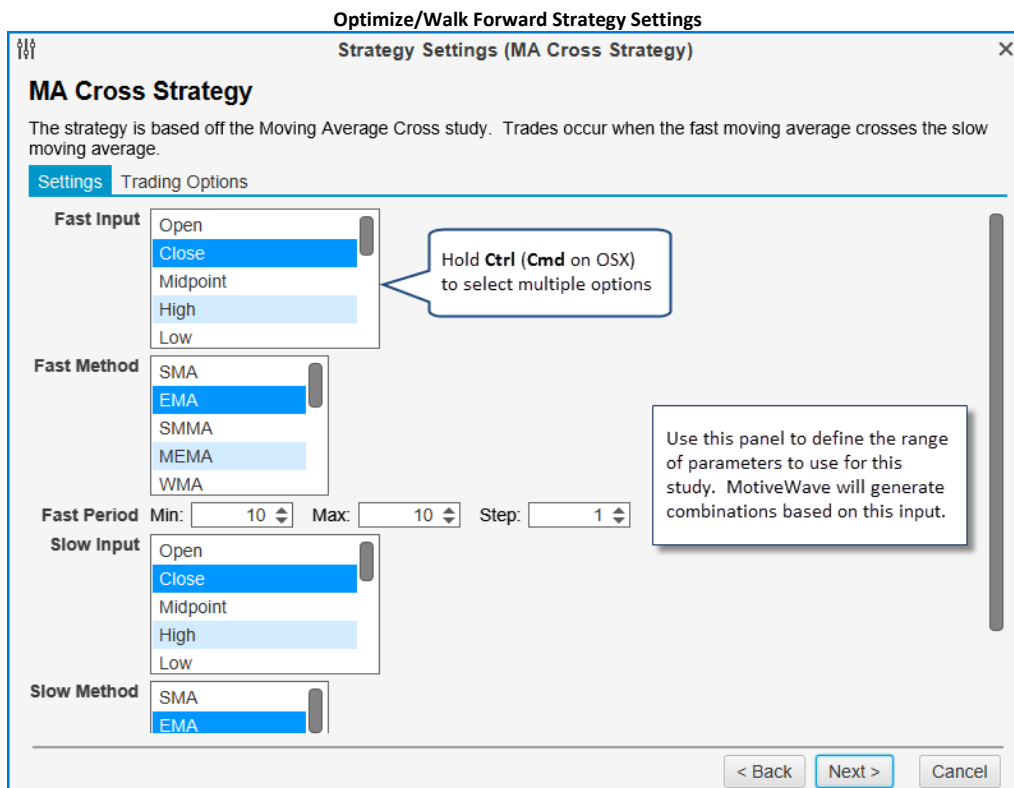 Optimize/Walk Forward Strategy Settings
Strategy Settings (MA Cross Strategy)
MA Cross Strategy
The strategy is based off the Moving Average Cross study. Trades occur when the fast moving average crosses the slow
moving average.
Settings Trading Options
Fast Input
Open
Close
Midpoint
High
Low
Hold Ctrl (Cmd on OSX)
to select multiple options
Fast Method
SMA
EMA
SMMA
MEMA
WMA
Use this panel to define the range
of parameters to use for this
study. MotiveWave will generate
combinations based on this input.
Fast Period Min: 10 Max: 10 Step: 1
Slow Input
Open
Close
Midpoint
High
Low
Slow Method
SMA
EMA
< Back Next > Cancel